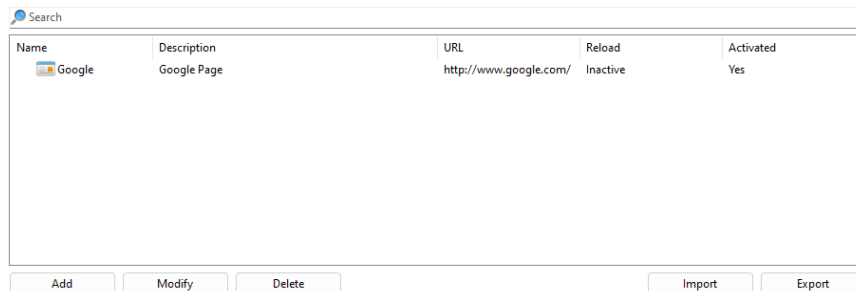 Search
Name Description URL Reload Activated
Google Google Page http://www.google.com/ Inactive Yes
Add Modify Delete Import Export